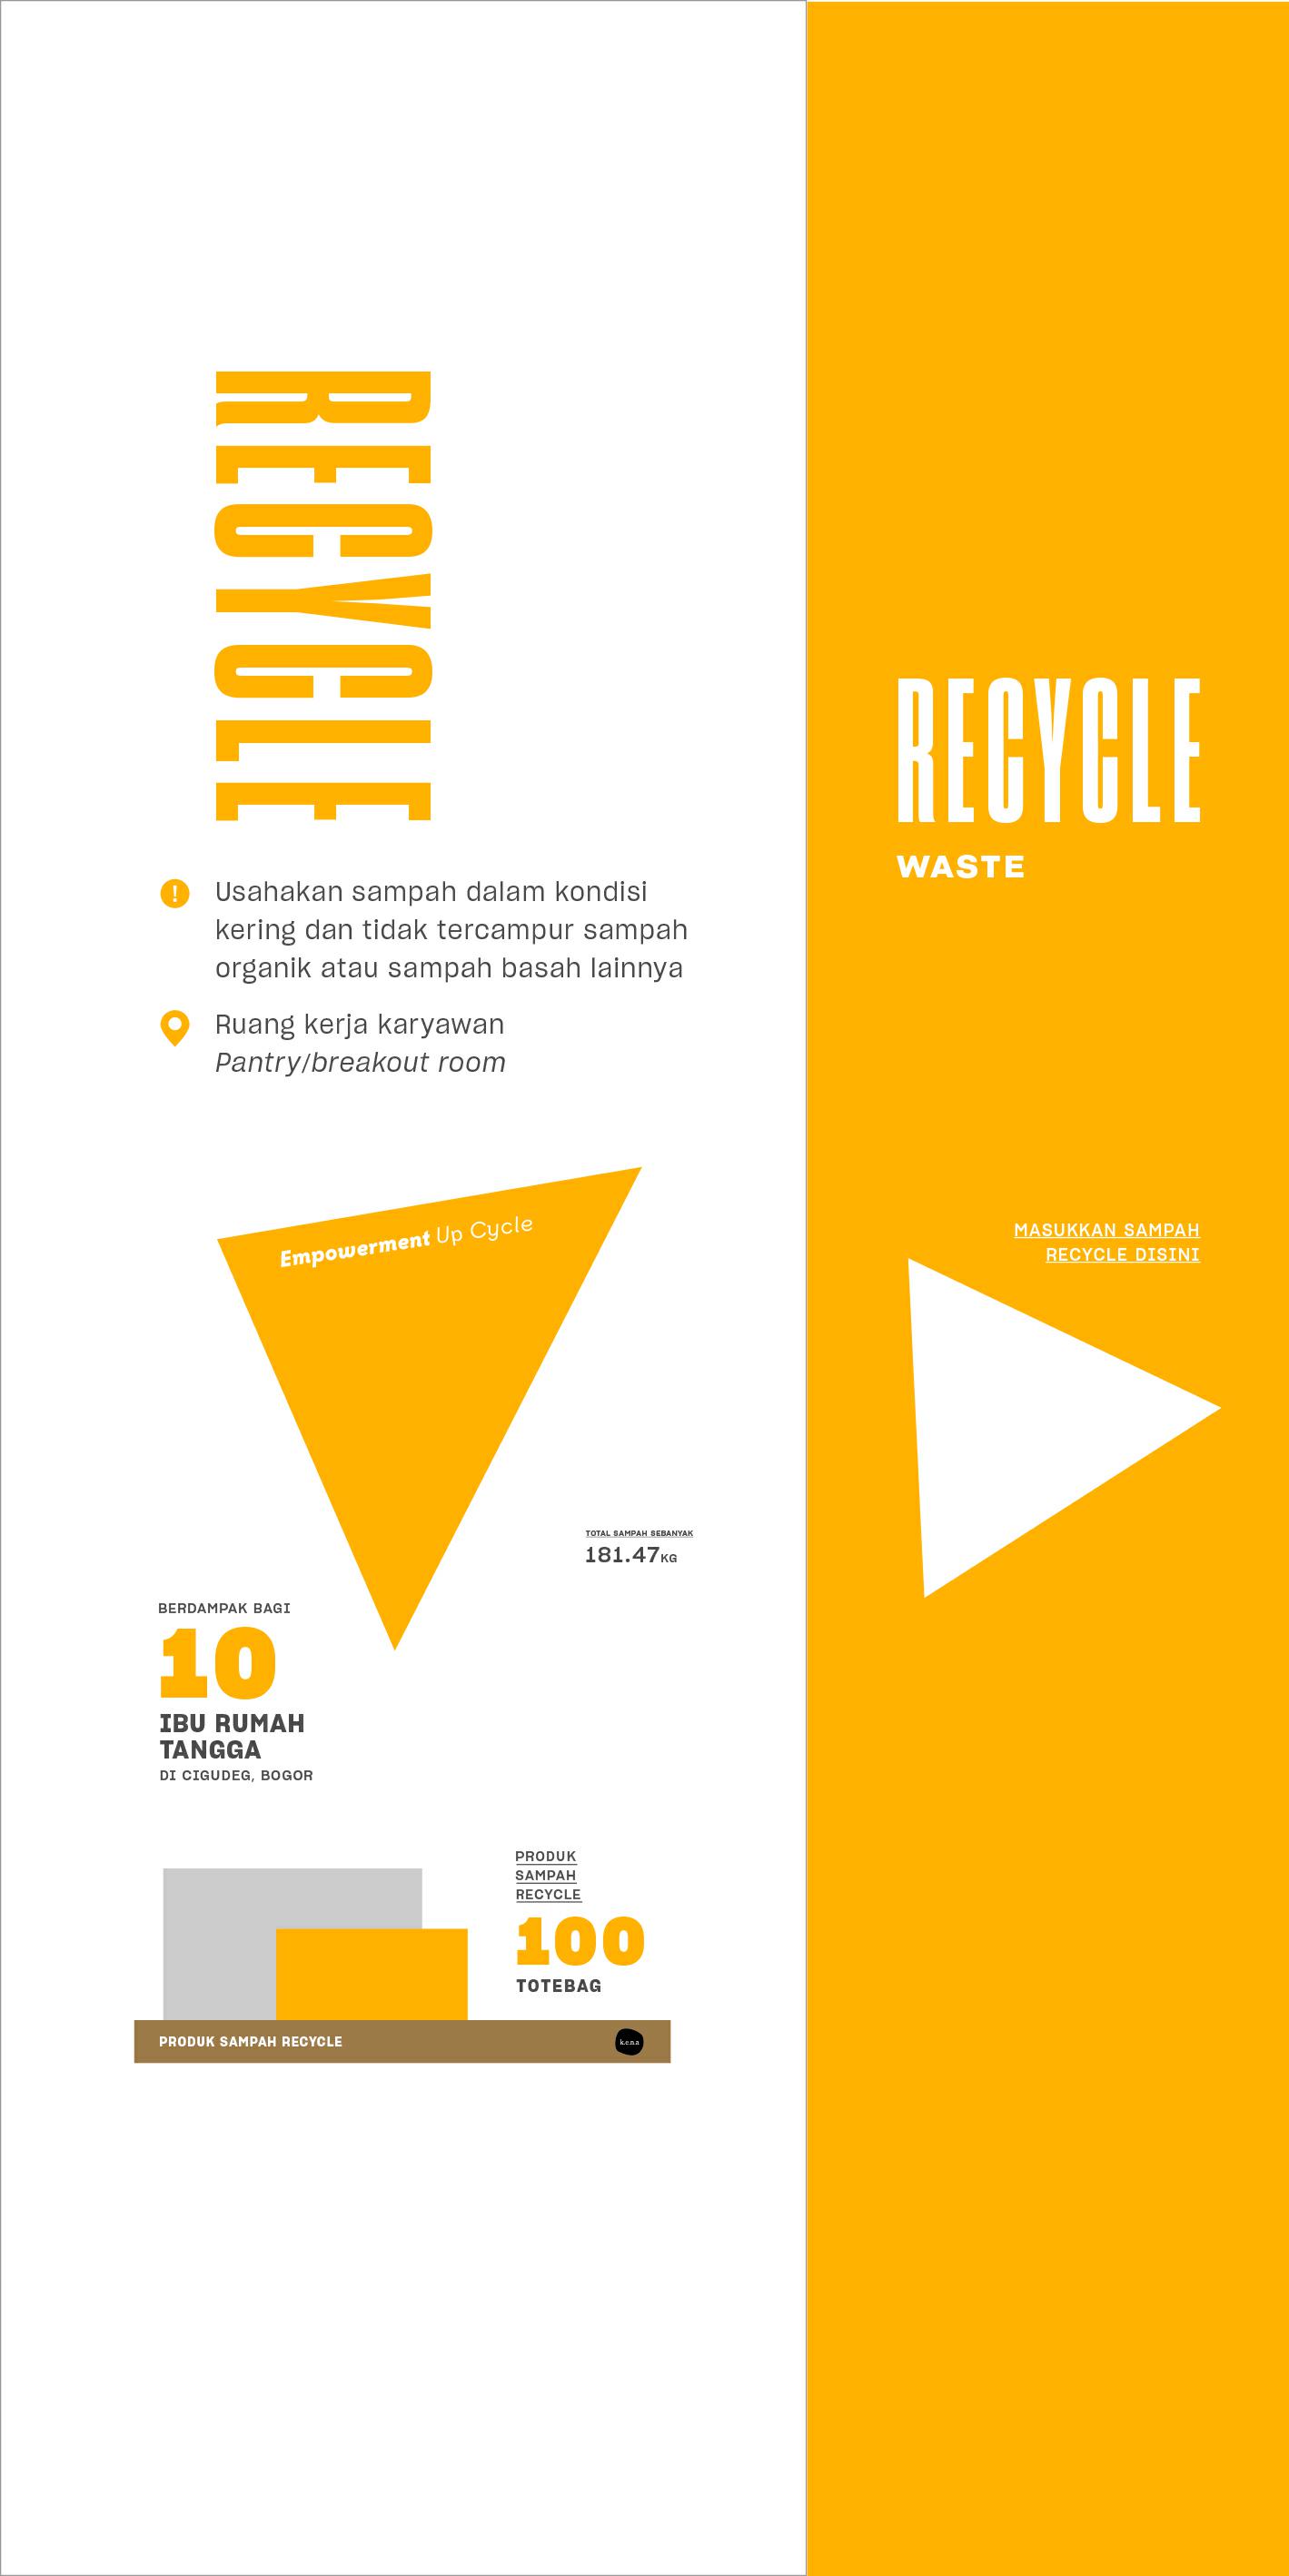 RECYCLE
!
Usahakan sampah dalam kondisi
kering dan tidak tercampur sampah
organik atau sampah basah lainnya
Ruang kerja karyawan
Pantry/breakout room
Empowerment Up Cycle
TOTAL SAMPAH SEBANYAK
181.47KG
BERDAMPAK BAGI
10
IBU RUMAH
TANGGA
DI CIGUDEG, BOGOR
PRODUK
SAMPAH
RECYCLE
100
TOTEBAG
PRODUK SAMPAH RECYCLE
k.e.n.a
RECYCLE
WASTE
MASUKKAN SAMPAH
RECYCLE DISINI